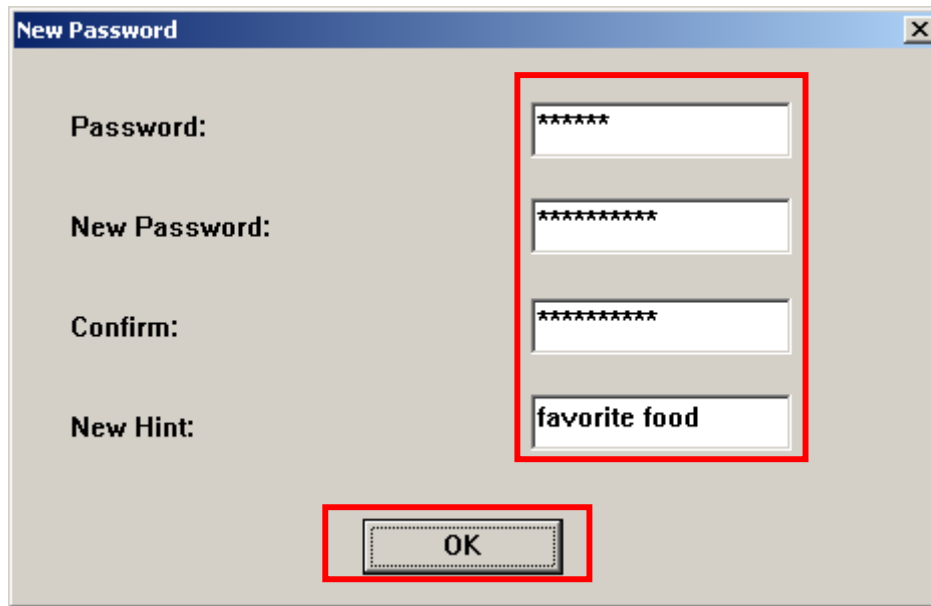 New Password
Password: ******
New Password: **********
Confirm: **********
New Hint: favorite food
OK